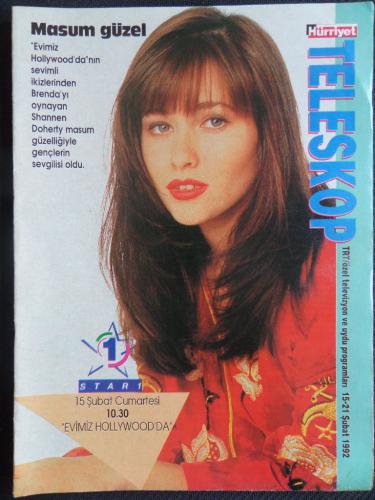 Masum güzel
"Evimiz
Hollywood'da"nın
sevimli
ikizlerinden
Brenda'yı
oynayan
Shannen
Doherty masum
güzelliğiyle
gençlerin
sevgilisi oldu.
Hürriyet
TELESKOP
TRT/özel televizyon ve uydu programları 15-21 Şubat 1992
1
STAR 1
15 Şubat Cumartesi
10.30
"EVİMİZ HOLLYWOOD'DA"